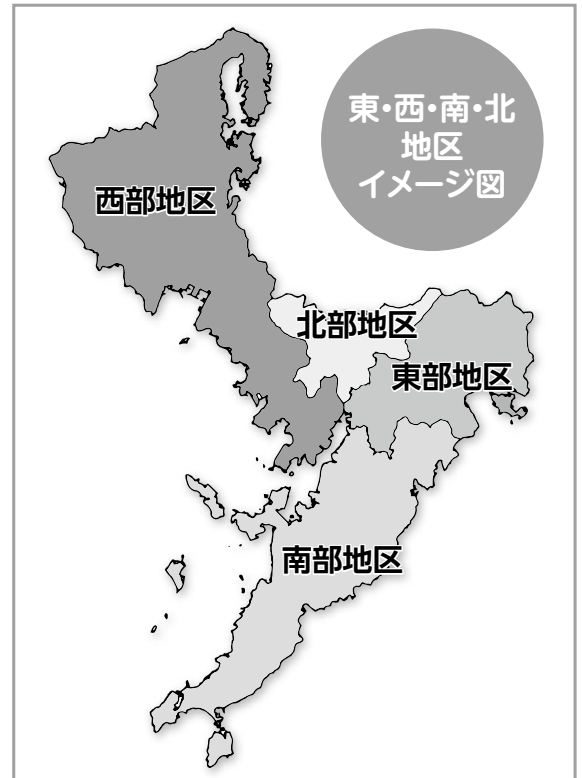 東・西・南・北
地区
イメージ図
西部地区
北部地区
東部地区
南部地区